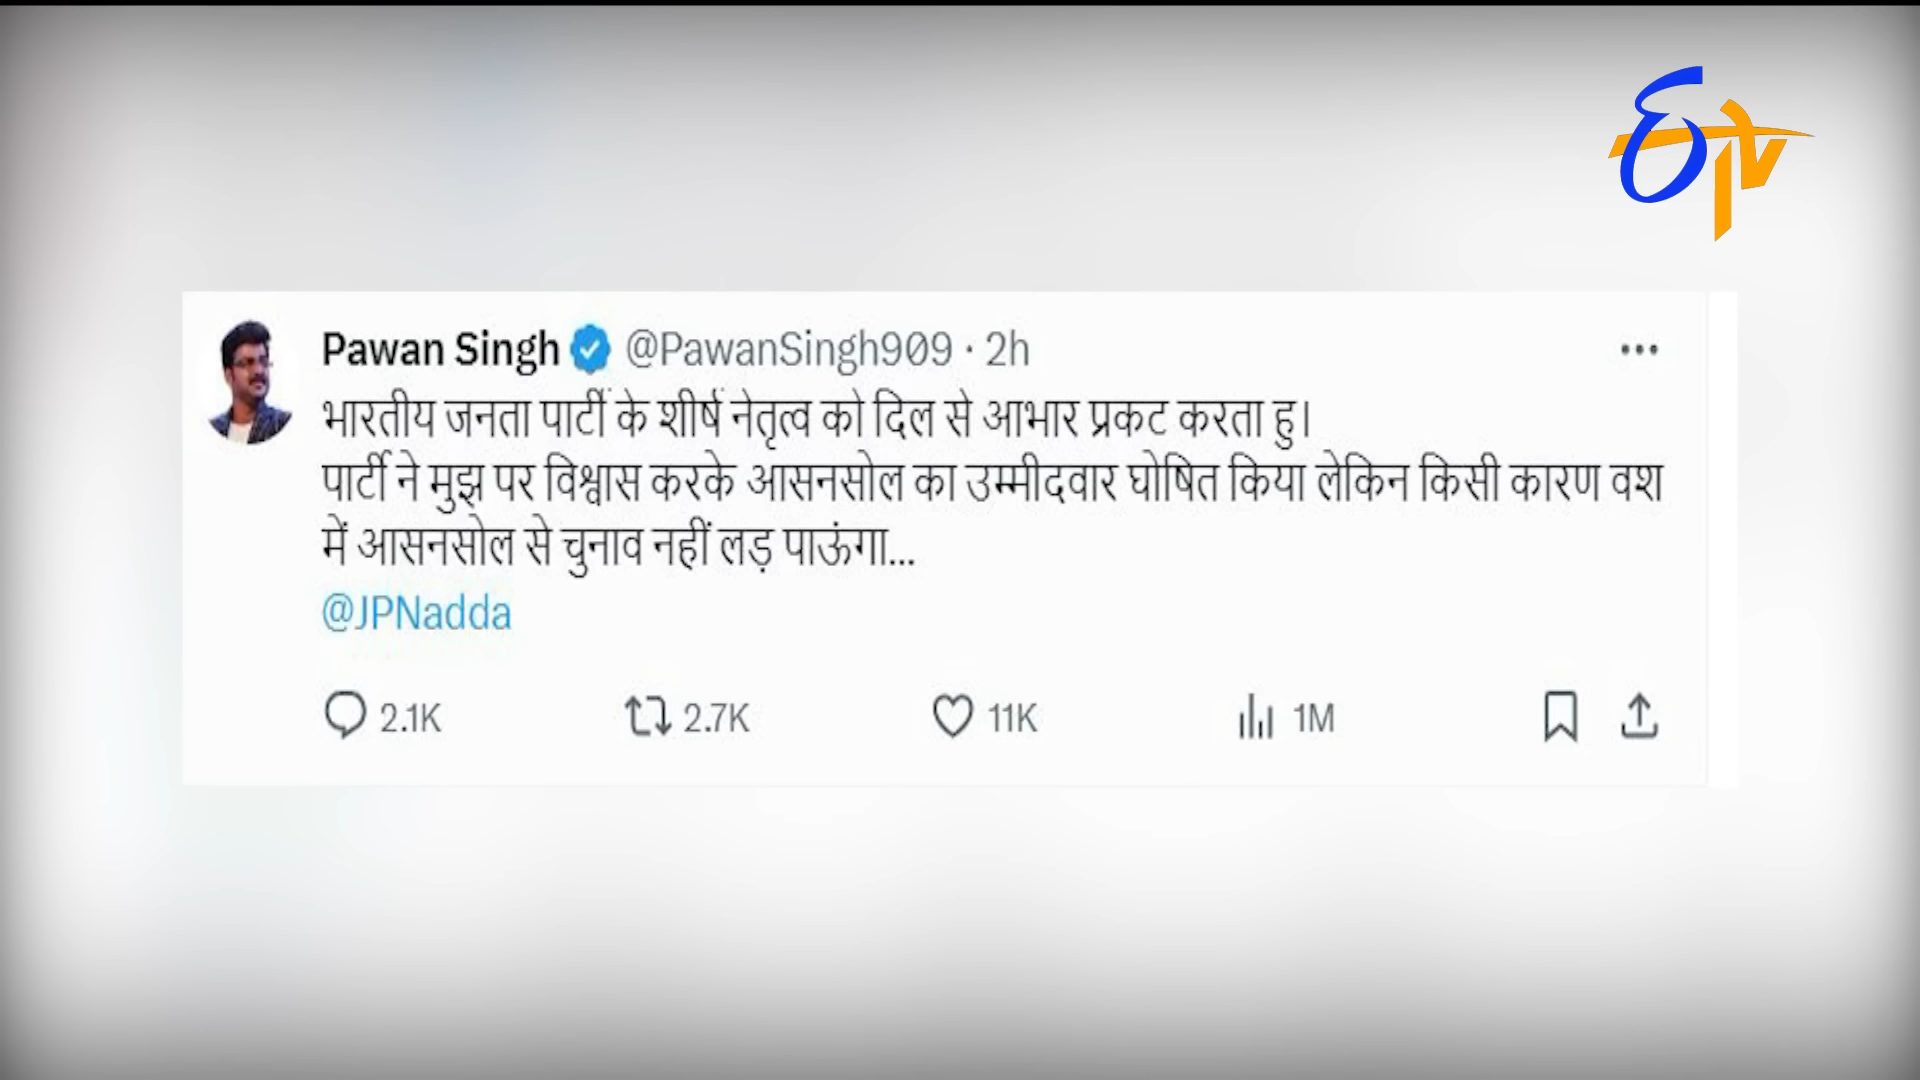 ETV
Pawan Singh @PawanSingh909 · 2h
भारतीय जनता पार्टी के शीर्ष नेतृत्व को दिल से आभार प्रकट करता हु।
पार्टी ने मुझ पर विश्वास करके आसनसोल का उम्मीदवार घोषित किया लेकिन किसी कारण वश
में आसनसोल से चुनाव नहीं लड़ पाऊंगा...
@JPNadda
2.1K 2.7K 11K 1M